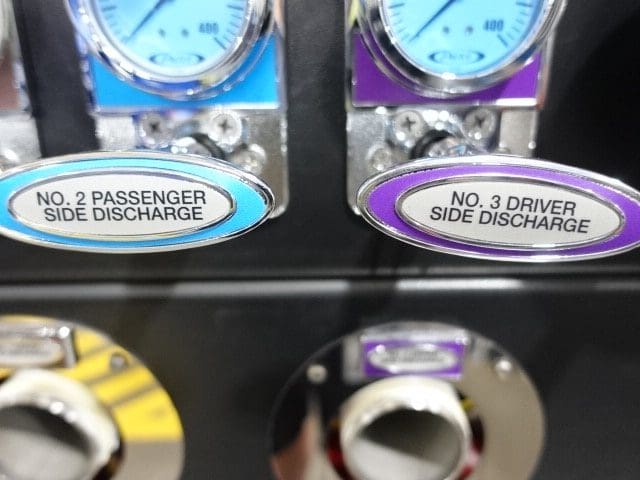 400
400
NO. 2 PASSENGER
SIDE DISCHARGE
NO. 3 DRIVER
SIDE DISCHARGE